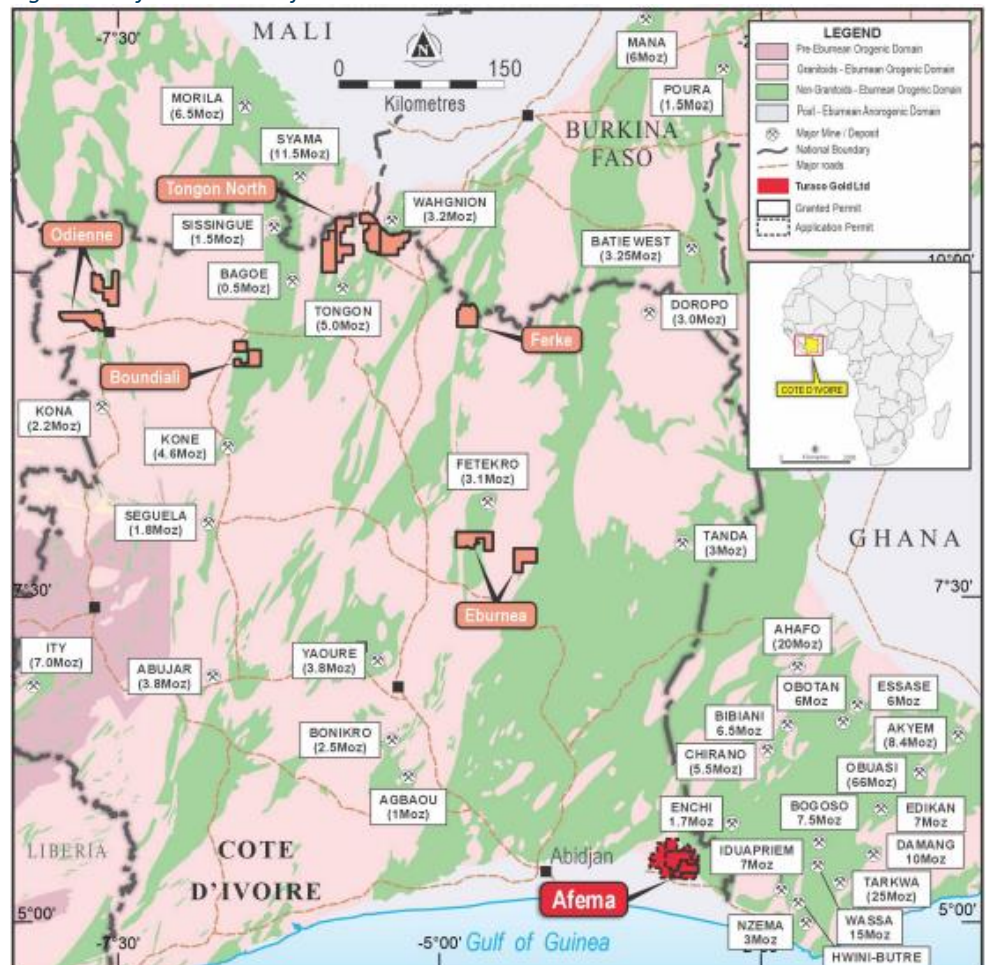 -7°30'
MALI
N
0 150
Kilometres
MANA
(6Moz)
POURA
(1.5Moz)
LEGEND
Pre-Eburnean Orogenic Domain
Granitoids - Eburnean Orogenic Domain
Non-Granitoids - Eburnean Orogenic Domain
Post - Eburnean Anorogenic Domain
Major Mine / Deposit
National Boundary
Major roads
Turaco Gold Ltd
Granted Permit
Application Permit
MORILA
(6.5Moz)
SYAMA
(11.5Moz)
BURKINA
FASO
Tongon North
WAHGNION
(3.2Moz)
Odienne
SISSINGUE
(1.5Moz)
BATIE WEST
(3.25Moz)
10°00'
BAGOE
(0.5Moz)
TONGON
(5.0Moz)
DOROPO
(3.0Moz)
Ferke
Boundiali
COTE D'IVOIRE
KONA
(2.2Moz)
KONE
(4.6Moz)
Kilometres
FETEKRO
(3.1Moz)
SEGUELA
(1.8Moz)
TANDA
(3Moz)
GHANA
7°30'
7°30'
Eburnea
ITY
(7.0Moz)
ABUJAR
(3.8Moz)
YAOURE
(3.8Moz)
AHAFO
(20Moz)
OBOTAN
6Moz
ESSASE
6Moz
BIBIANI
6.5Moz
AKYEM
(8.4Moz)
BONIKRO
(2.5Moz)
CHIRANO
(5.5Moz)
OBUASI
(66Moz)
AGBAOU
(1Moz)
ENCHI
1.7Moz
BOGOSO
7.5Moz
EDIKAN
7Moz
LIBERIA
COTE
D'IVOIRE
Abidjan
IDUAPRIEM
7Moz
DAMANG
10Moz
Afema
TARKWA
(25Moz)
5°00'
5°00'
NZEMA
3Moz
WASSA
15Moz
-7°30'
-5°00'
Gulf of Guinea
HWINI-BUTRE